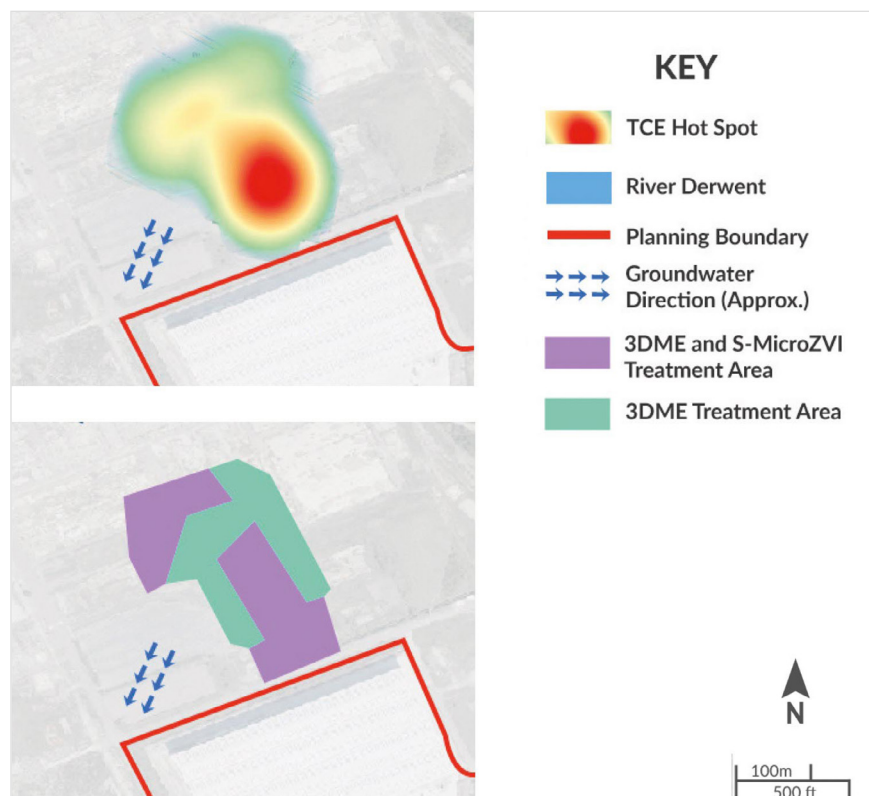 KEY
TCE Hot Spot
River Derwent
Planning Boundary
Groundwater
Direction (Approx.)
3DME and S-MicroZVI
Treatment Area
3DME Treatment Area
N
100m
500 ft